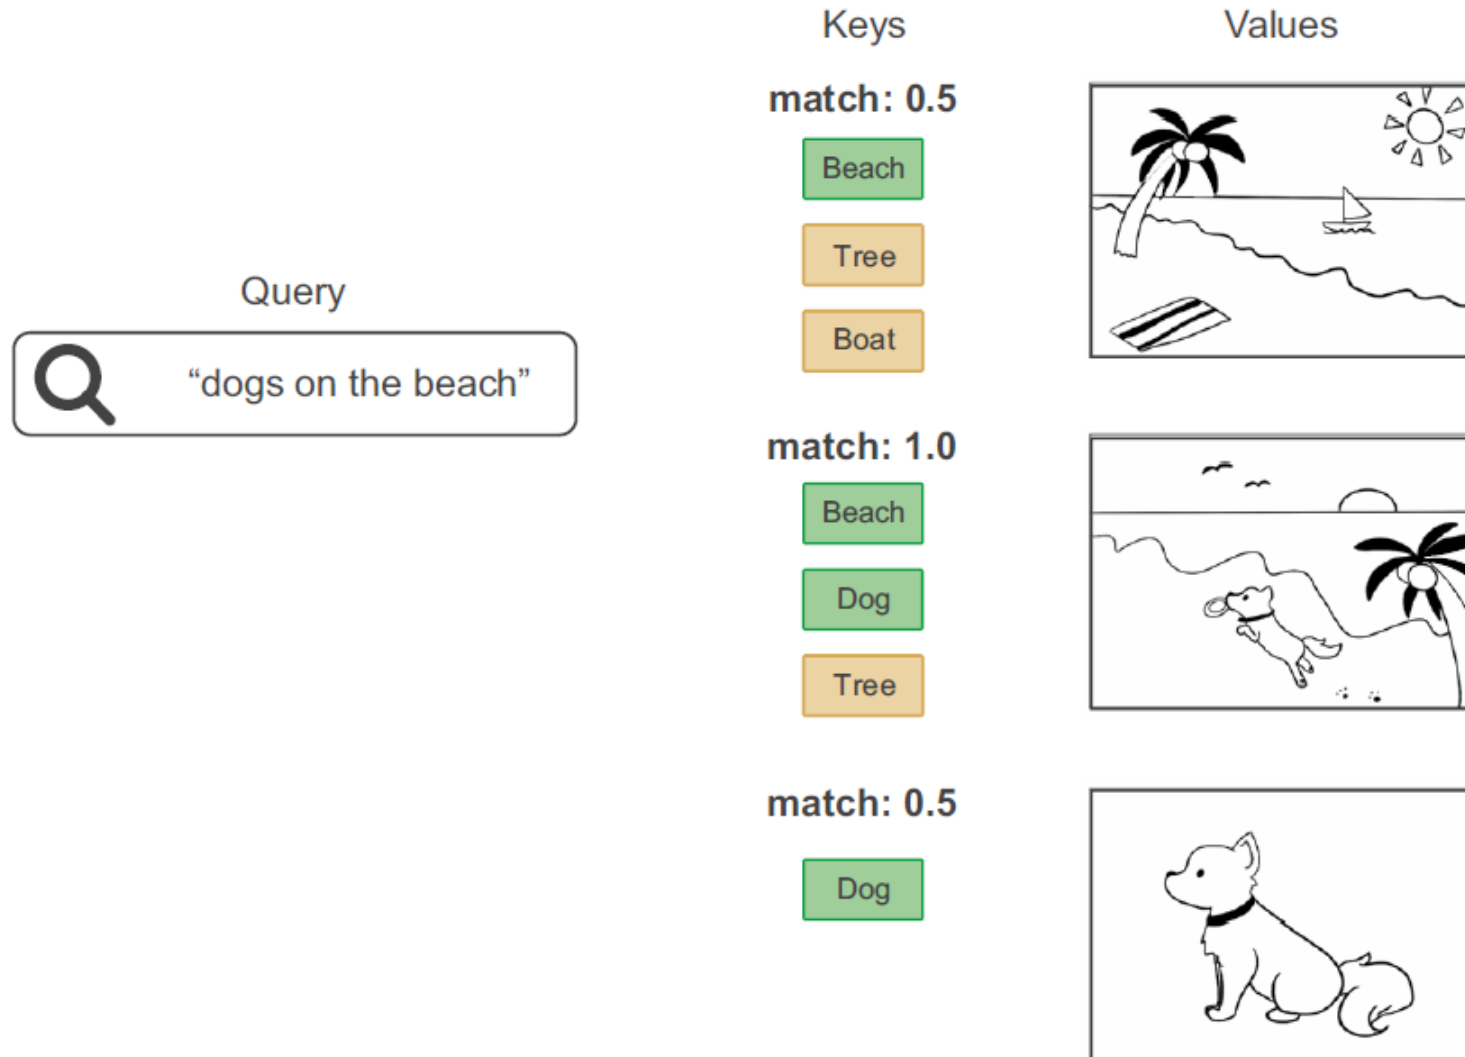 Keys
Values
match: 0.5
Beach
Tree
Boat
Query
“dogs on the beach”
match: 1.0
Beach
Dog
Tree
match: 0.5
Dog